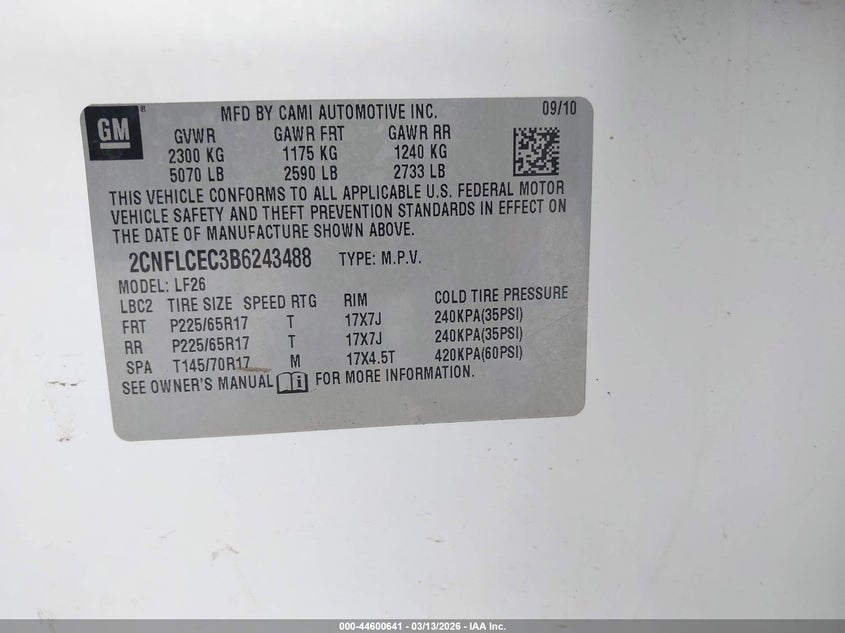 GM
MFD BY CAMI AUTOMOTIVE INC. 09/10
GVWR GAWR FRT GAWR RR
2300 KG 1175 KG 1240 KG
5070 LB 2590 LB 2733 LB
THIS VEHICLE CONFORMS TO ALL APPLICABLE U.S. FEDERAL MOTOR
VEHICLE SAFETY AND THEFT PREVENTION STANDARDS IN EFFECT ON
THE DATE OF MANUFACTURE SHOWN ABOVE.
2CNFLCEC3B6243488 TYPE: M.P.V.
MODEL: LF26
LBC2 TIRE SIZE SPEED RTG RIM COLD TIRE PRESSURE
FRT P225/65R17 T 17X7J 240KPA(35PSI)
RR P225/65R17 T 17X7J 240KPA(35PSI)
SPA T145/70R17 M 17X4.5T 420KPA(60PSI)
SEE OWNER'S MANUAL FOR MORE INFORMATION.
000-44600641 | 03/13/2026 | IAA Inc.